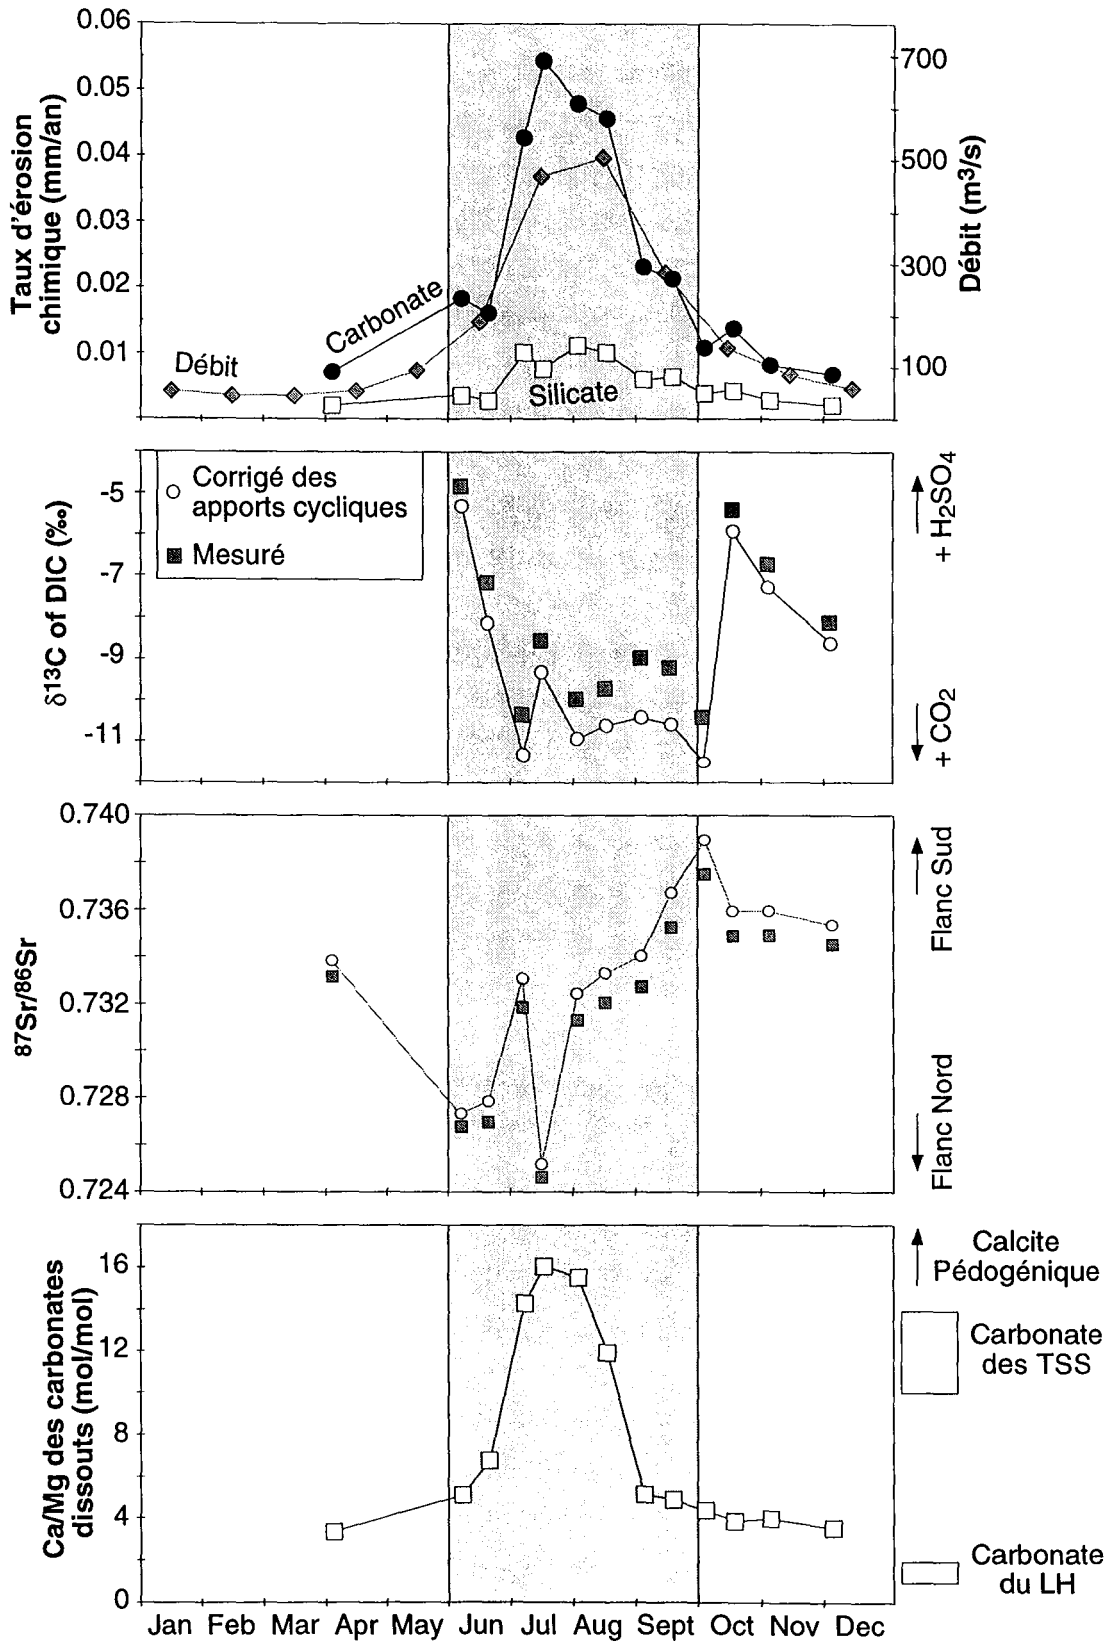 0.06
0.05
0.04
0.03
0.02
0.01
Taux d'érosion
chimique (mm/an)
700
500
300
100
Débit (m³/s)
Carbonate
Débit
Silicate
-5
-7
-9
-11
δ13C of DIC (‰)
Corrigé des
apports cycliques
Mesuré
+ H₂SO₄
+ CO₂
0.740
0.736
0.732
0.728
0.724
⁸⁷Sr/⁸⁶Sr
Flanc Sud
Flanc Nord
16
12
8
4
0
Ca/Mg des carbonates
dissouts (mol/mol)
Calcite
Pédogénique
Carbonate
des TSS
Carbonate
du LH
Jan Feb Mar Apr May Jun Jul Aug Sept Oct Nov Dec